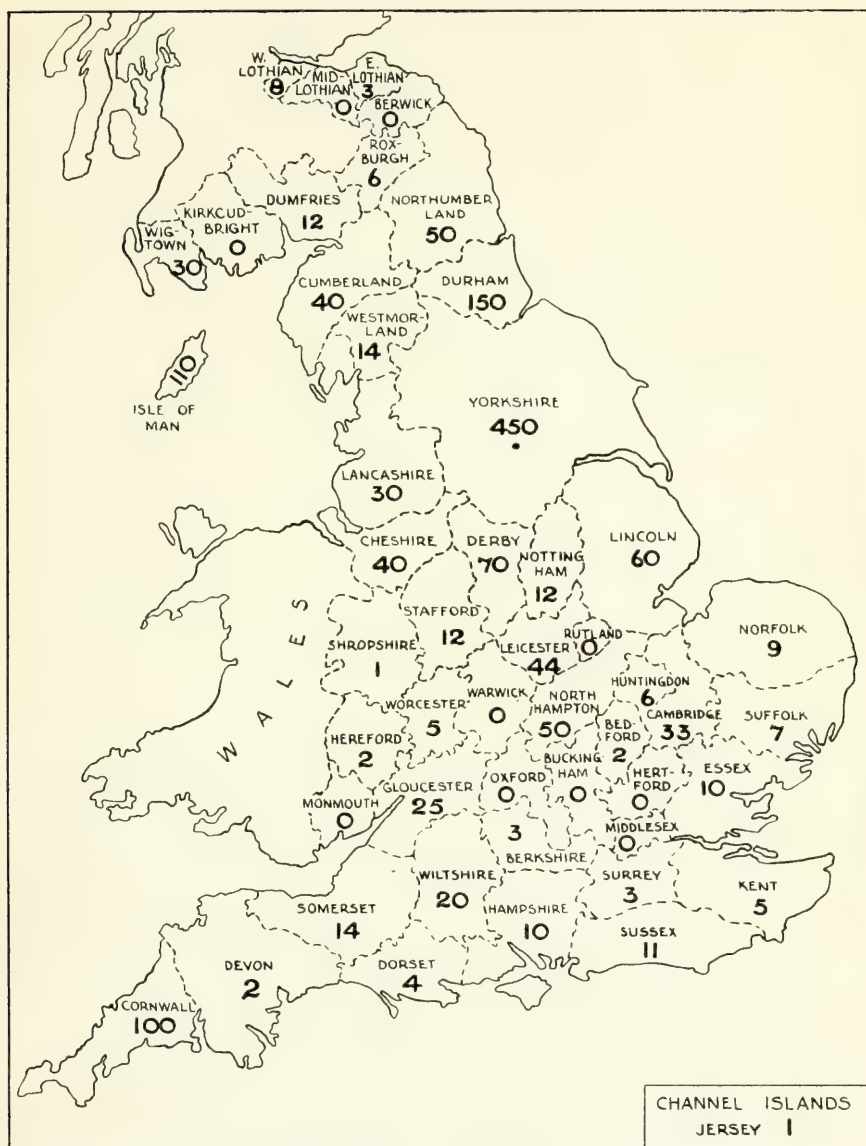 W.
LOTHIAN
8
MID-
LOTHIAN
0
E.
LOTHIAN
3
BERWICK
0
ROX-
BURGH
6
DUMFRIES
12
KIRKCUD-
BRIGHT
0
WIG-
TOWN
30
NORTHUMBER
LAND
50
CUMBERLAND
40
DURHAM
150
WESTMOR-
LAND
14
110
ISLE OF
MAN
YORKSHIRE
450
LANCASHIRE
30
CHESHIRE
40
DERBY
70
NOTTING
HAM
12
LINCOLN
60
STAFFORD
12
SHROPSHIRE
1
LEICESTER
44
RUTLAND
0
NORFOLK
9
WALES
HUNTINGDON
6
WORCESTER
5
WARWICK
0
NORTH
HAMPTON
50
BED-
FORD
2
CAMBRIDGE
33
SUFFOLK
7
HEREFORD
2
MONMOUTH
0
GLOUCESTER
25
OXFORD
0
BUCKING
HAM
0
HERT-
FORD
0
ESSEX
10
MIDDLESEX
0
3
BERKSHIRE
WILTSHIRE
20
SURREY
3
KENT
5
SOMERSET
14
HAMPSHIRE
10
SUSSEX
11
DEVON
2
DORSET
4
CORNWALL
100
CHANNEL ISLANDS
JERSEY 1